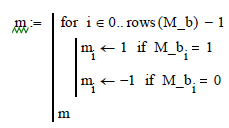 m := for i ∈ 0.. rows(M_b) − 1
m_i ← 1 if M_b_i = 1
m_i ← −1 if M_b_i = 0
m